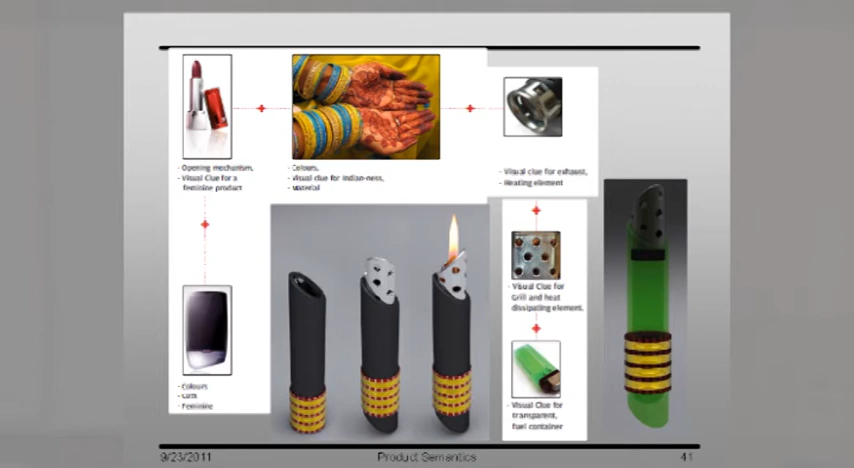 - Opening mechanism,
- Visual Clue for a
feminine product
- Colours,
- Visual clue for Indian-ness,
- Material
- Visual clue for exhaust,
- Heating element
- Visual Clue for
Grill and heat
dissipating element.
- Colours
- Cuts
- Feminine
- Visual Clue for
transparent,
fuel container
9/23/2011
Product Semantics
41